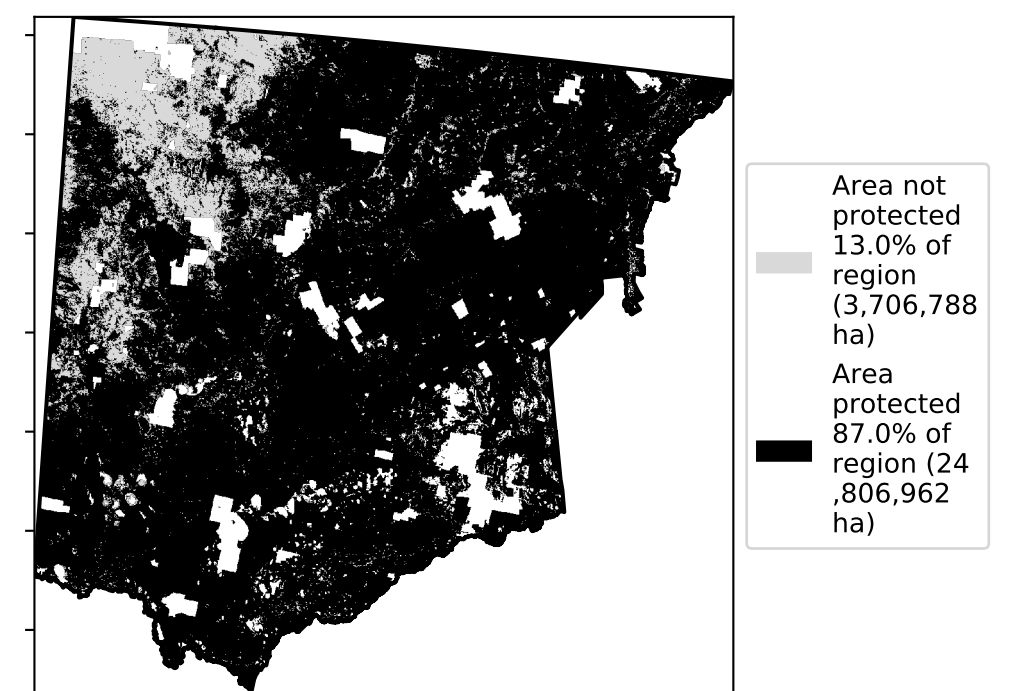 Area not
protected
13.0% of
region
(3,706,788
ha)
Area
protected
87.0% of
region (24
,806,962
ha)